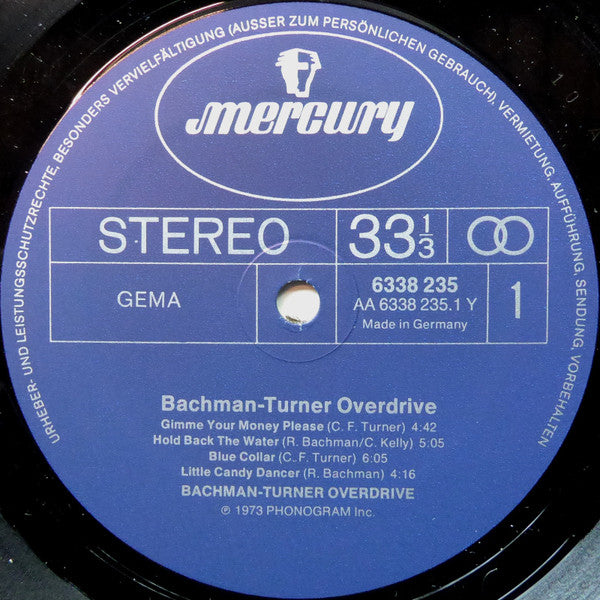 URHEBER- UND LEISTUNGSSCHUTZRECHTE, BESONDERS VERVIELFÄLTIGUNG (AUSSER ZUM PERSÖNLICHEN GEBRAUCH), VERMIETUNG, AUFFÜHRUNG, SENDUNG, VORBEHALTEN
mercury
STEREO 33 1/3
GEMA 6338 235 1
AA 6338 235.1 Y
Made in Germany
Bachman-Turner Overdrive
Gimme Your Money Please (C. F. Turner) 4:42
Hold Back The Water (R. Bachman/C. Kelly) 5:05
Blue Collar (C. F. Turner) 6:05
Little Candy Dancer (R. Bachman) 4:16
BACHMAN-TURNER OVERDRIVE
℗ 1973 PHONOGRAM Inc.